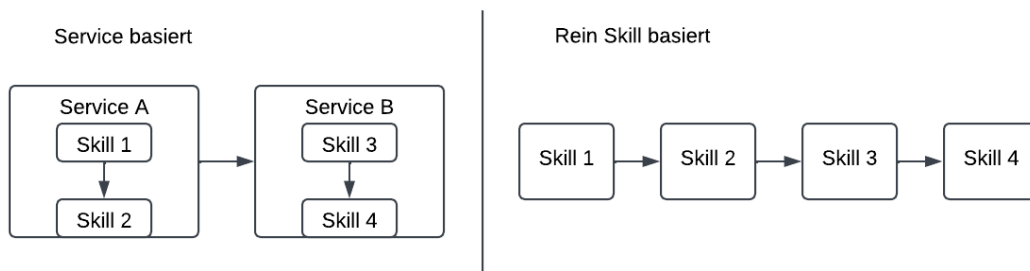 Service basiert
Service A
Skill 1
Skill 2
Service B
Skill 3
Skill 4
Rein Skill basiert
Skill 1
Skill 2
Skill 3
Skill 4